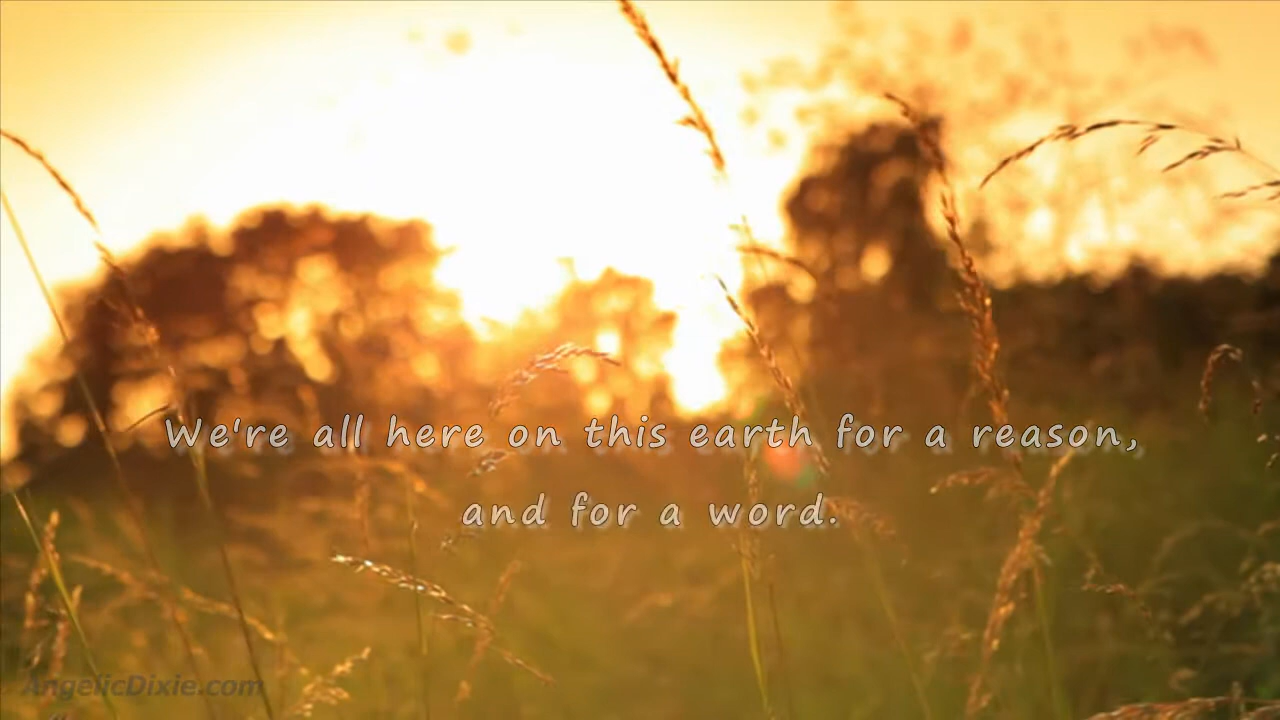 We're all here on this earth for a reason,
and for a word.
AngelicDixie.com